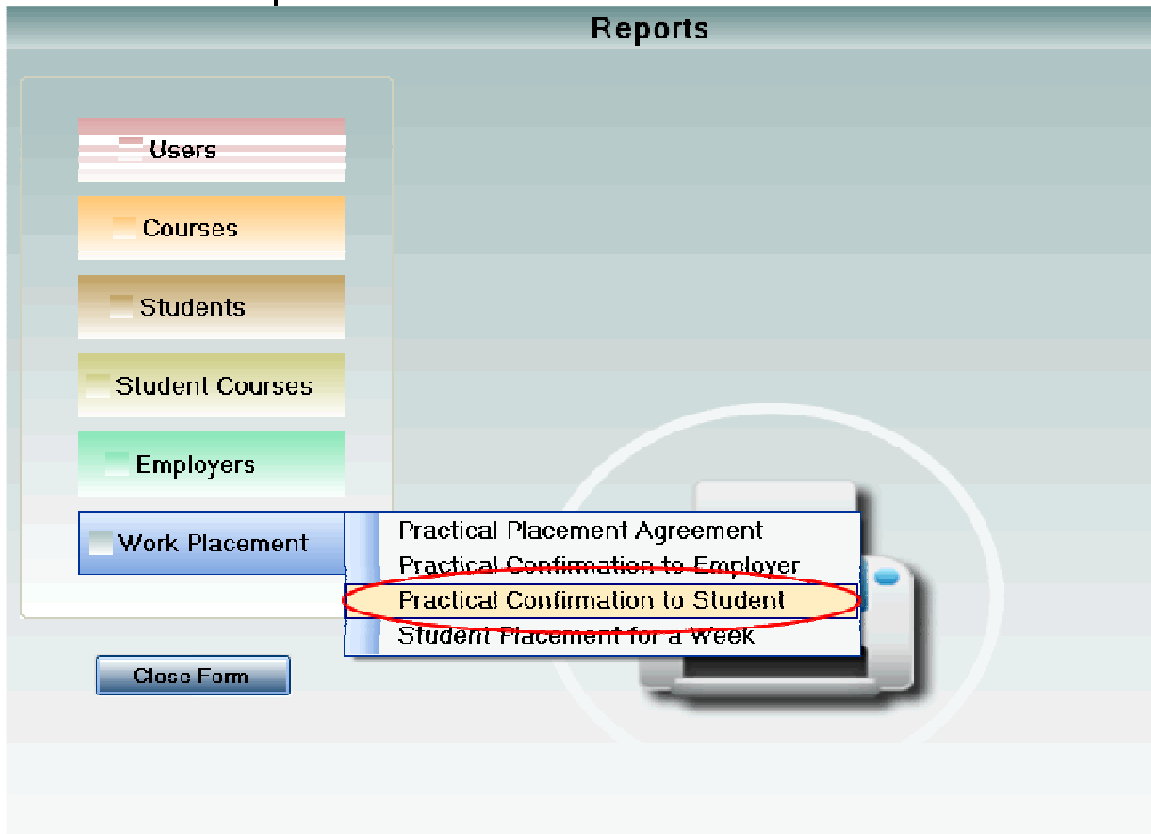 Reports
Users
Courses
Students
Student Courses
Employers
Work Placement
Practical Placement Agreement
Practical Confirmation to Employer
Practical Confirmation to Student
Student Placement for a Week
Close Form